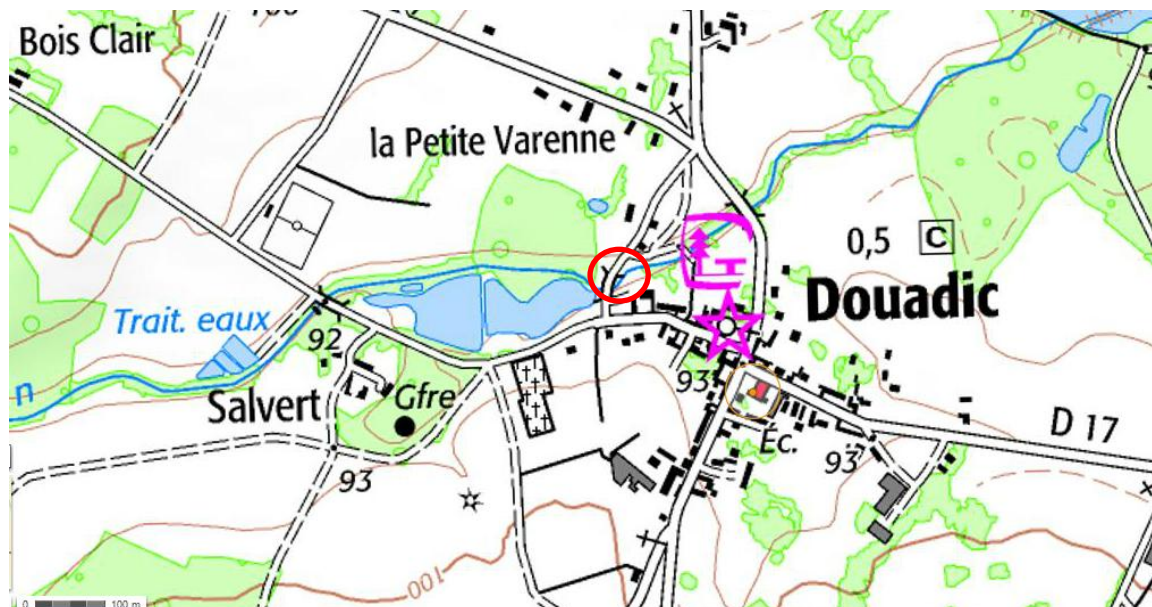 Bois Clair
la Petite Varenne
0,5 C
Douadic
Trait. eaux
92
n
Salvert
Gfre
93
93
Éc.
93
D 17
100
0 100 m